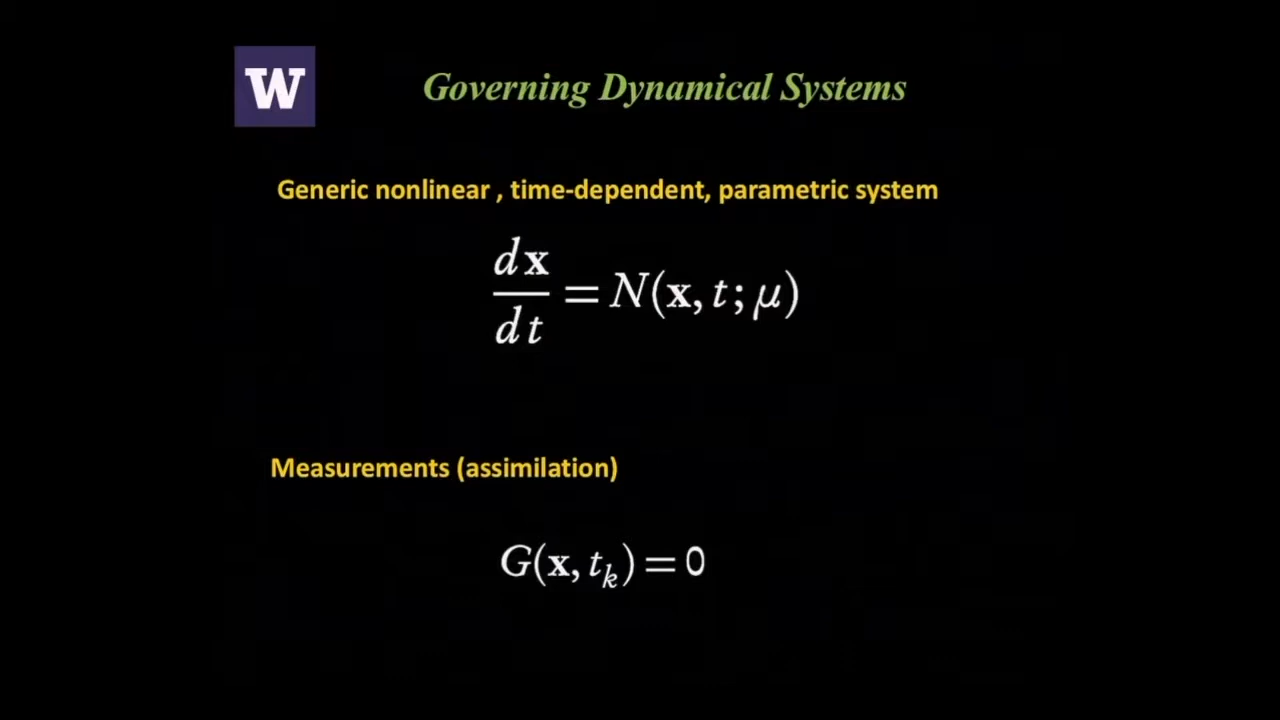 W
Governing Dynamical Systems
Generic nonlinear , time-dependent, parametric system
dx/dt = N(x, t; μ)
Measurements (assimilation)
G(x, t_k) = 0